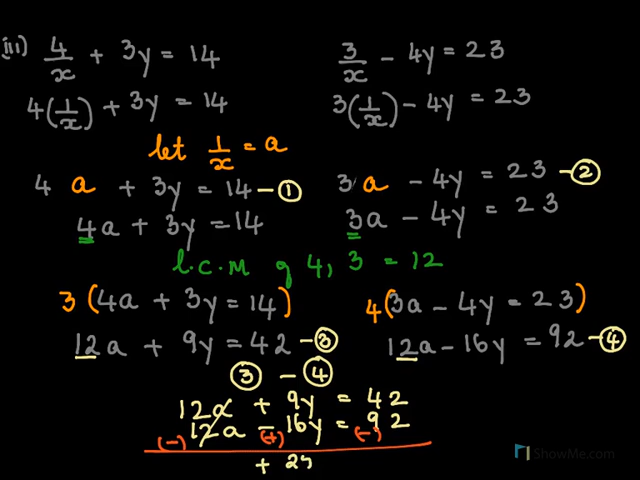 (iii) 4/x + 3y = 14    3/x - 4y = 23
4(1/x) + 3y = 14    3(1/x) - 4y = 23
let 1/x = a
4 a + 3y = 14 - ①    3 a - 4y = 23 - ②
4a + 3y = 14    3a - 4y = 23
l.c.m of 4, 3 = 12
3(4a + 3y = 14)    4(3a - 4y = 23)
12a + 9y = 42 - ③    12a - 16y = 92 - ④
③ - ④
12a + 9y = 42
12a - 16y = 92
(-) (+) (-)
+ 25
ShowMe.com